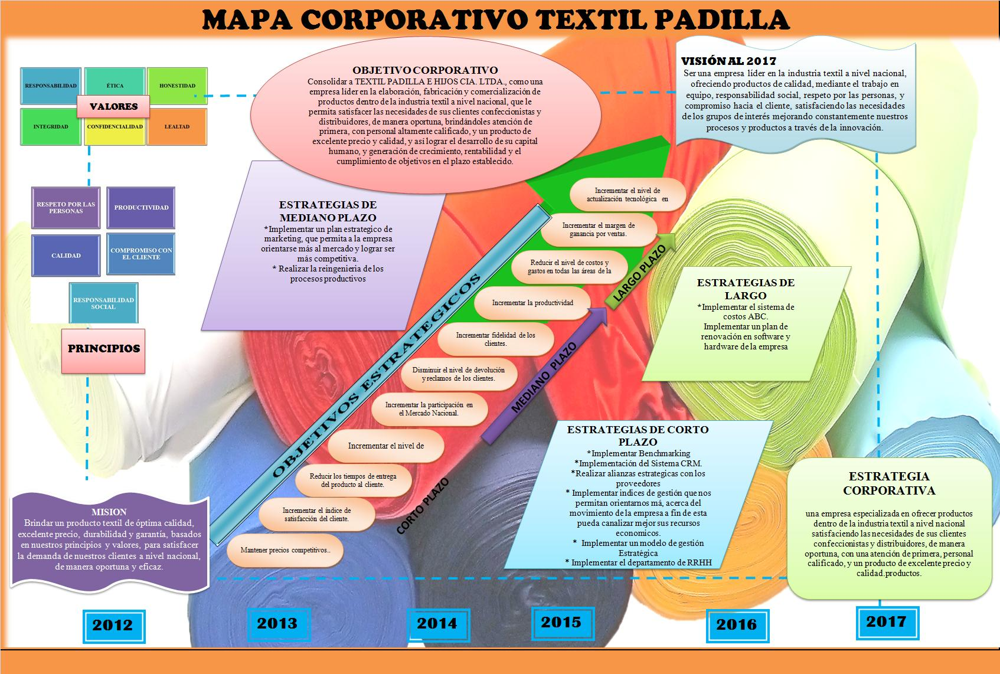 MAPA CORPORATIVO TEXTIL PADILLA
RESPONSABILIDAD
ÉTICA
HONESTIDAD
VALORES
INTEGRIDAD
CONFIDENCIALIDAD
LEALTAD
OBJETIVO CORPORATIVO
Consolidar a TEXTIL PADILLA E HIJOS CIA. LTDA., como una
empresa líder en la elaboración, fabricación y comercialización de
productos dentro de la industria textil a nivel nacional, que le
permita satisfacer las necesidades de sus clientes confeccionistas y
distribuidores, de manera oportuna, brindándoles atención de
primera, con personal altamente calificado, y un producto de
excelente precio y calidad, y así lograr el desarrollo de su capital
humano, y generación de crecimiento, rentabilidad y el
cumplimiento de objetivos en el plazo establecido.
VISIÓN AL 2017
Ser una empresa líder en la industria textil a nivel nacional,
ofreciendo productos de calidad, mediante el trabajo en
equipo, responsabilidad social, respeto por las personas, y
compromiso hacia el cliente, satisfaciendo las necesidades
de los grupos de interés mejorando constantemente nuestros
procesos y productos a través de la innovación.
RESPETO POR LAS
PERSONAS
PRODUCTIVIDAD
CALIDAD
COMPROMISO CON
EL CLIENTE
RESPONSABILIDAD
SOCIAL
PRINCIPIOS
ESTRATEGIAS DE
MEDIANO PLAZO
*Implementar un plan estrategico de
marketing, que permita a la empresa
orientarse más al mercado y lograr ser
más competitiva.
* Realizar la reingenieria de los
procesos productivos
OBJETIVOS ESTRATEGICOS
Incrementar el nivel de
actualización tecnológica en
Incrementar el margen de
ganancia por ventas.
Reducir el nivel de costos y
gastos en todas las áreas de la
Incrementar la productividad
Incrementar fidelidad de los
clientes.
Disminuir el nivel de devolución
y reclamos de los clientes.
Incrementar la participación en
el Mercado Nacional.
Incrementar el nivel de
Reducir los tiempos de entrega
del producto al cliente.
Incrementar el índice de
satisfacción del cliente.
Mantener precios competitivos..
LARGO PLAZO
MEDIANO PLAZO
CORTO PLAZO
ESTRATEGIAS DE
LARGO
*Implementar el sistema de
costos ABC.
Implementar un plan de
renovación en software y
hardware de la empresa
ESTRATEGIAS DE CORTO
PLAZO
*Implementar Benchmarking
*Implementación del Sistema CRM.
*Realizar alianzas estrategicas con los
proveedores
* Implementar indices de gestión que nos
permitan orientarnos má, acerca del
movimiento de la empresa a fin de esta
pueda canalizar mejor sus recursos
economicos.
* Implementar un modelo de gestión
Estratégica
* Implementar el departamento de RRHH
ESTRATEGIA
CORPORATIVA
una empresa especializada en ofrecer productos
dentro de la industria textil a nivel nacional
satisfaciendo las necesidades de sus clientes
confeccionistas y distribuidores, de manera
oportuna, con una atención de primera, personal
calificado, y un producto de excelente precio y
calidad.productos.
MISION
Brindar un producto textil de óptima calidad,
excelente precio, durabilidad y garantía, basados
en nuestros principios y valores, para satisfacer
la demanda de nuestros clientes a nivel nacional,
de manera oportuna y eficaz.
2012
2013
2014
2015
2016
2017